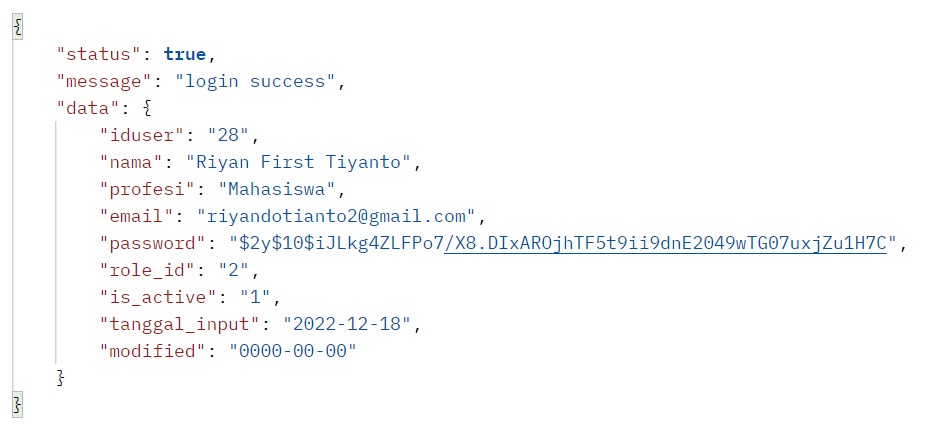 {
"status": true,
"message": "login success",
"data": {
"iduser": "28",
"nama": "Riyan First Tiyanto",
"profesi": "Mahasiswa",
"email": "riyandotianto2@gmail.com",
"password": "$2y$10$iJLkg4ZLFPo7/X8.DIxAROjhTF5t9ii9dnE2049wTG07uxjZu1H7C",
"role_id": "2",
"is_active": "1",
"tanggal_input": "2022-12-18",
"modified": "0000-00-00"
}
}